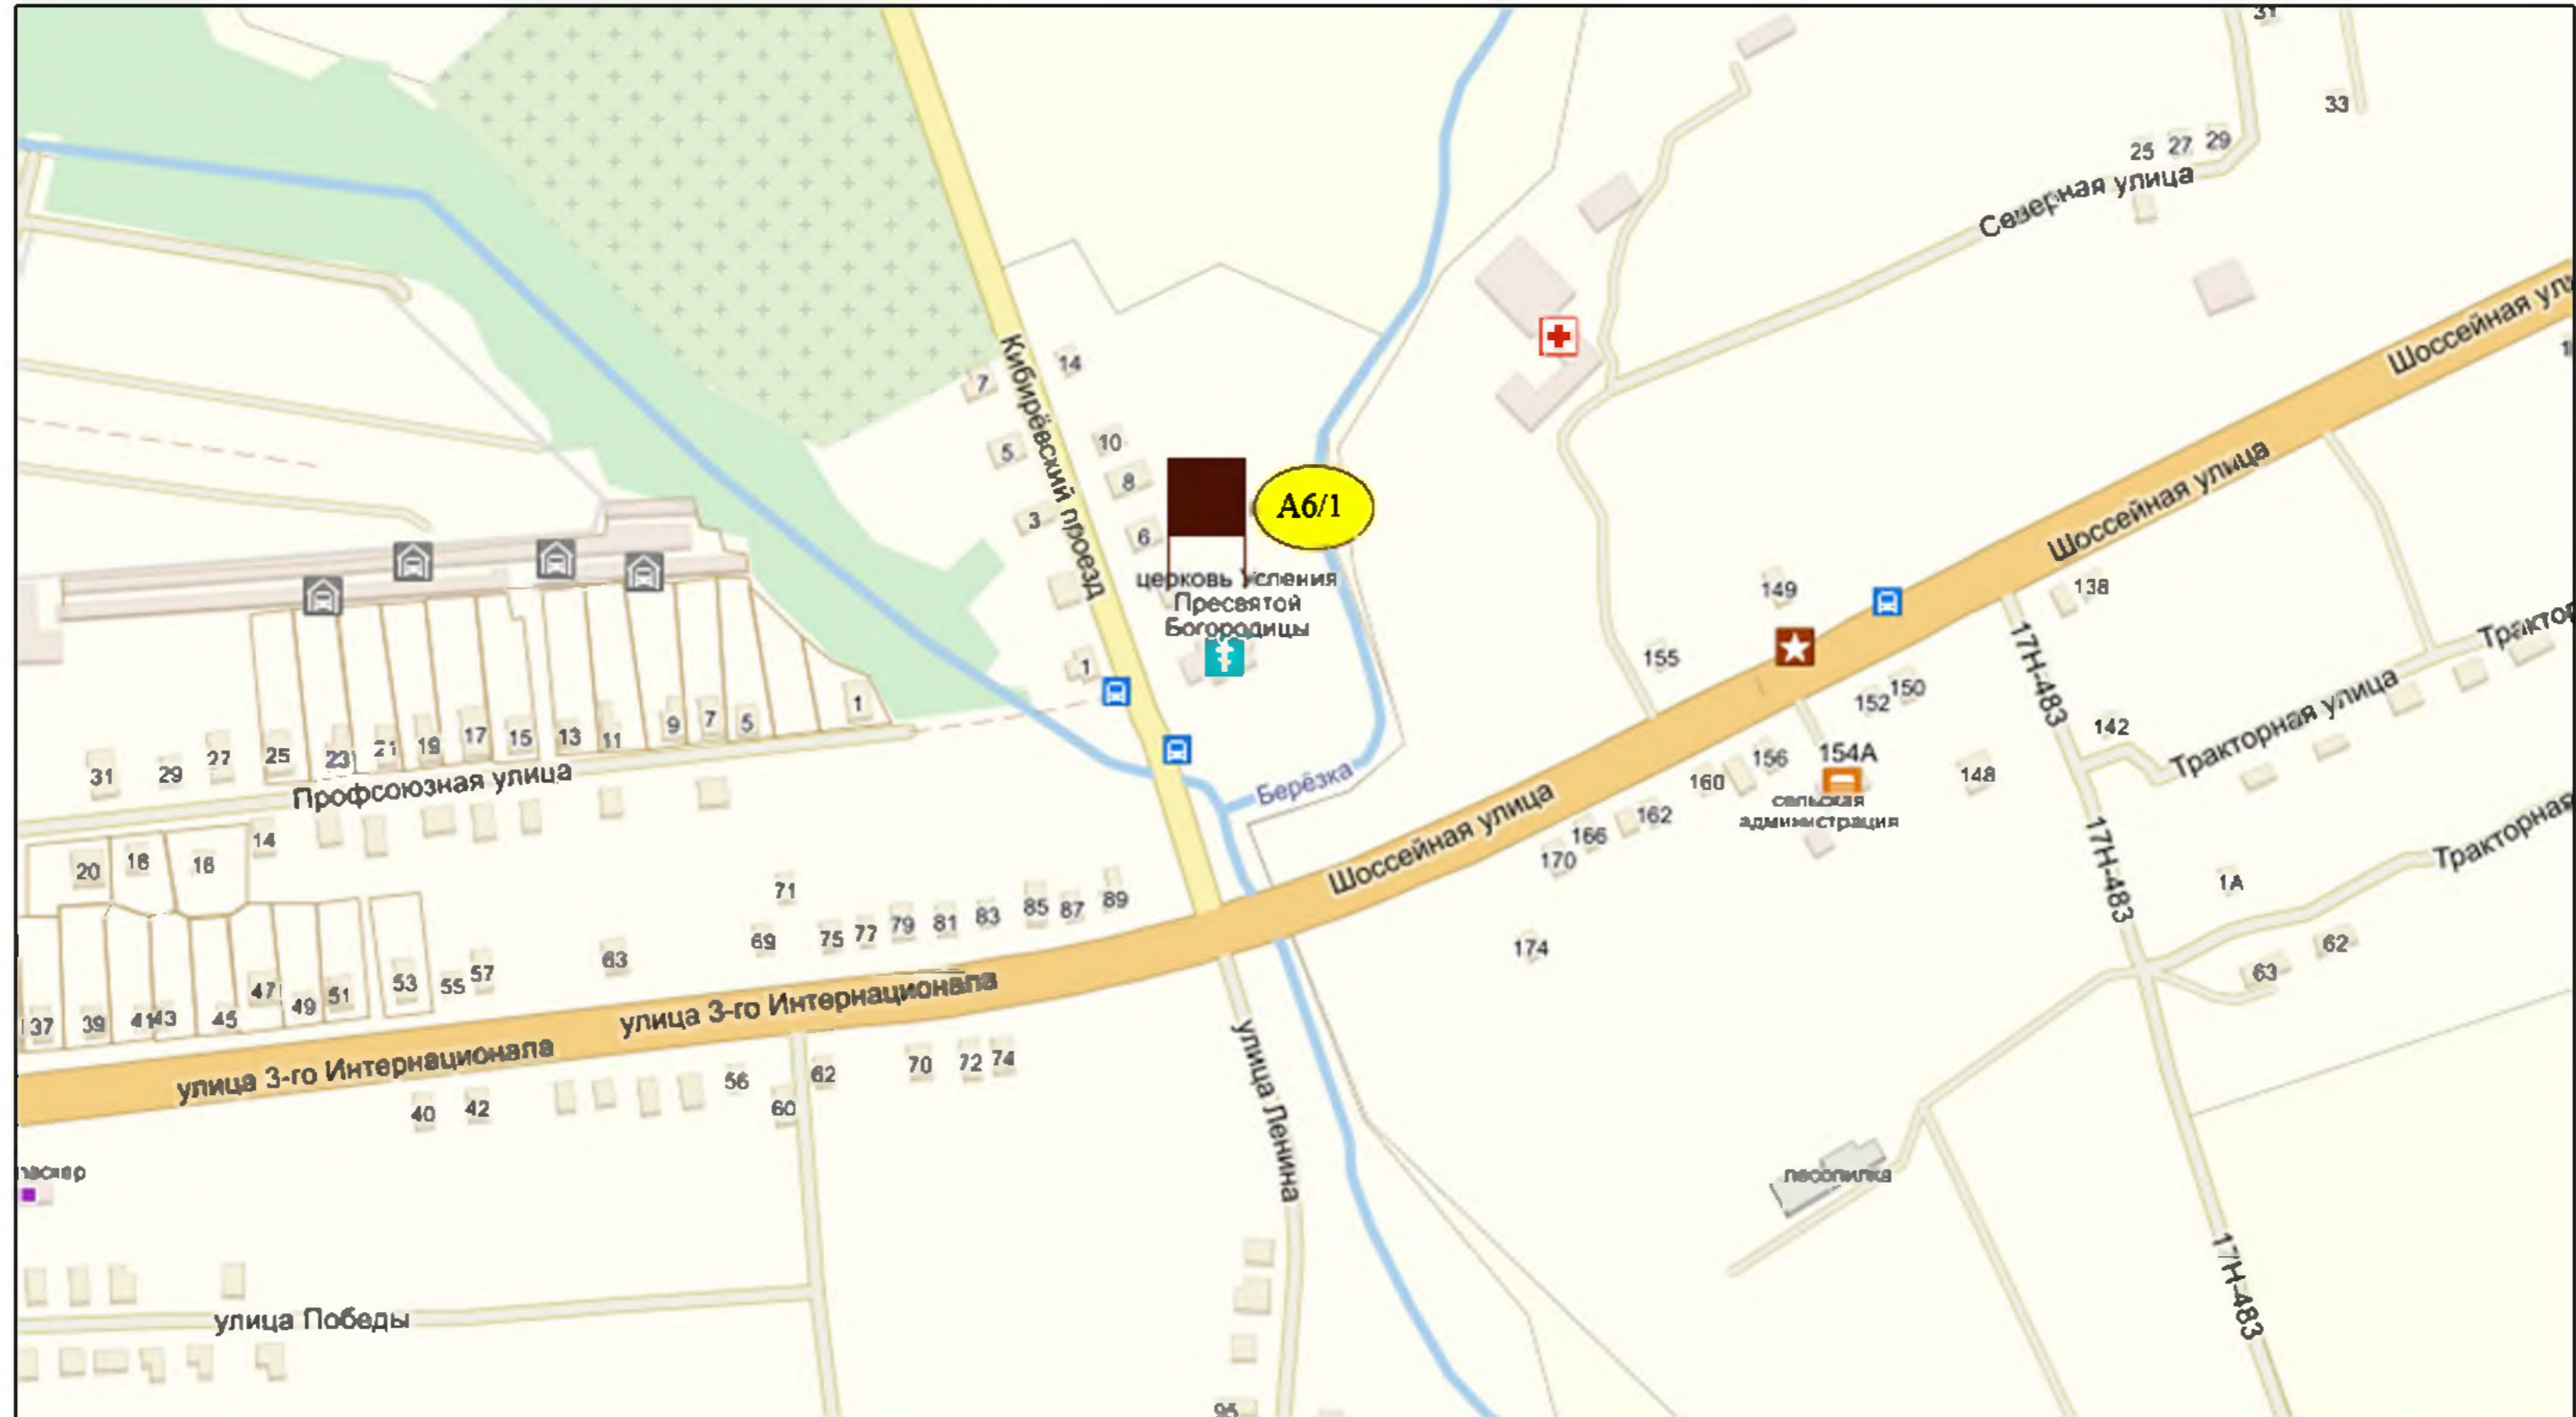 31
33
25 27 29
Северная улица
Шоссейная ул
14
7
Кибирёвский проезд
10
5
8
А6/1
3
6
Шоссейная улица
церковь Успения
Пресвятой
Богородицы
149
138
155
1
1
17Н-483
152 150
Трактор
Тракторная улица
142
31 29 27 25 23 21 19 17 15 13 11 9 7 5
Профсоюзная улица
Берёзка
156
154А
148
160
сельская
администрация
162
166
170
Шоссейная улица
17Н-483
Тракторная
14
20 18 16
1А
71
69 75 77 79 81 83 85 87 89
174
63
62
63
37 39 41 43 45 47 49 51 53 55 57
улица 3-го Интернационала
улица 3-го Интернационала
улица Ленина
40 42 56 60 62 70 72 74
лесопилка
17Н-483
улица Победы
95